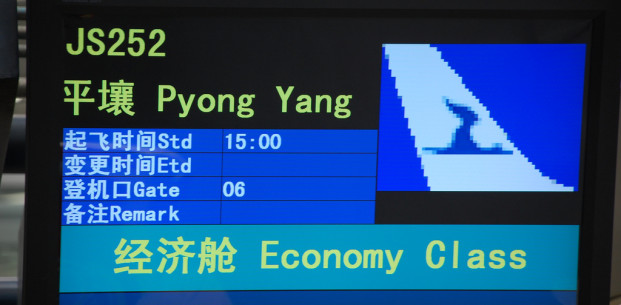 JS252
平壤 Pyong Yang
起飞时间Std 15:00
变更时间Etd
登机口Gate 06
备注Remark
经济舱 Economy Class